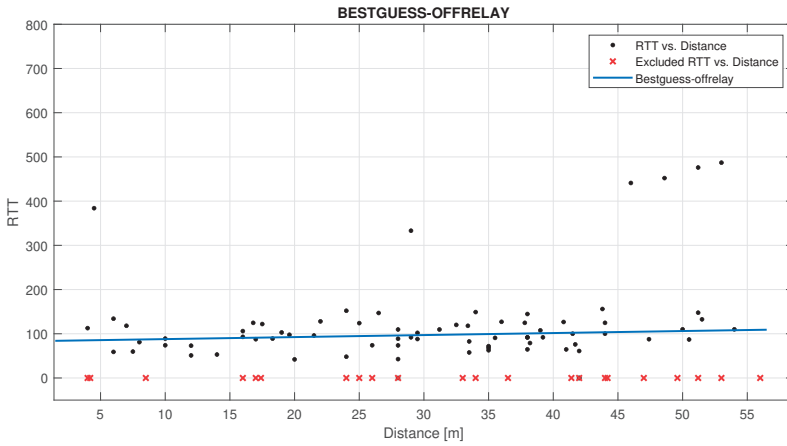 BESTGUESS-OFFRELAY
800
700
600
500
400
300
200
100
0
RTT
RTT vs. Distance
Excluded RTT vs. Distance
Bestguess-offrelay
5 10 15 20 25 30 35 40 45 50 55
Distance [m]